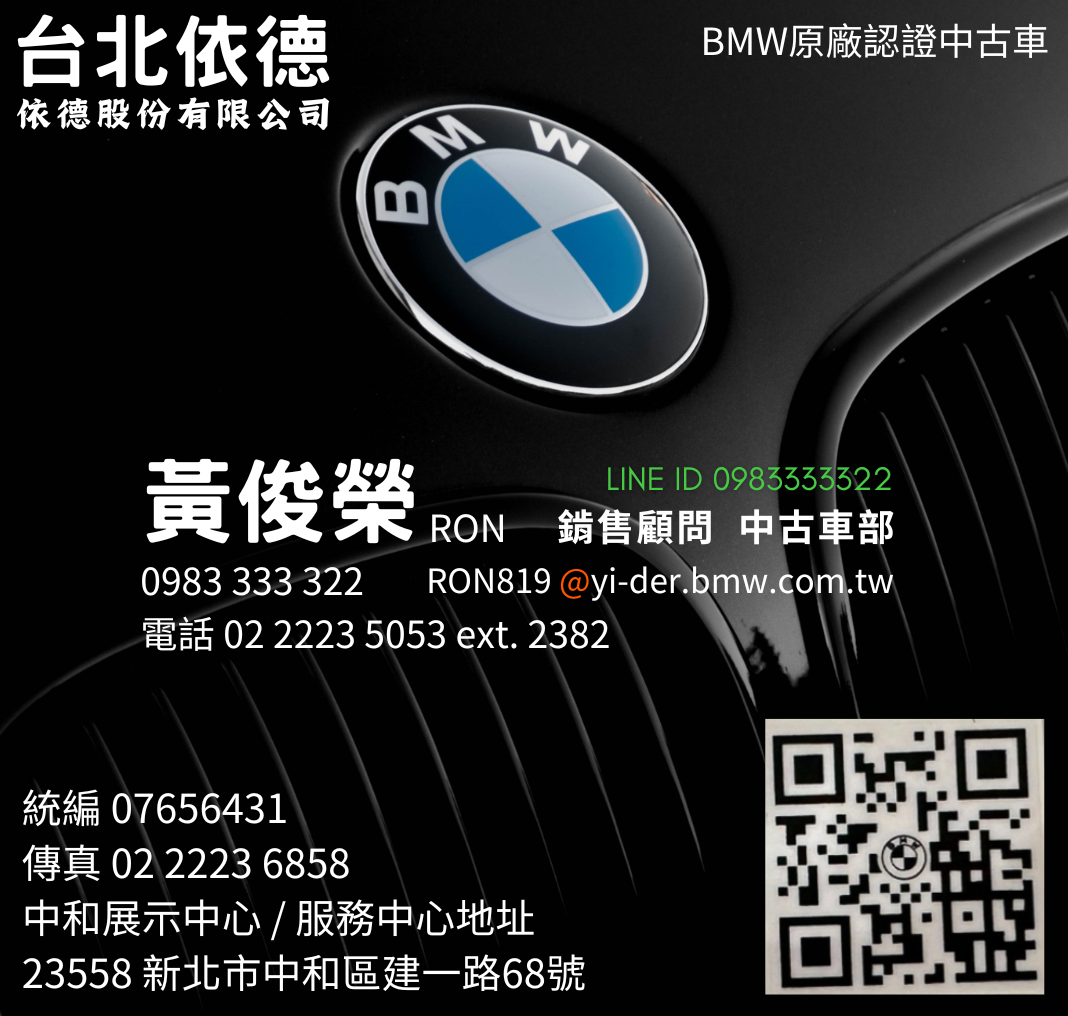 台北依德
依德股份有限公司
BMW原廠認證中古車
BMW
LINE ID 0983333322
黃俊榮 RON 銷售顧問 中古車部
0983 333 322 RON819 @yi-der.bmw.com.tw
電話 02 2223 5053 ext. 2382
統編 07656431
傳真 02 2223 6858
中和展示中心 / 服務中心地址
23558 新北市中和區建一路68號
BMW